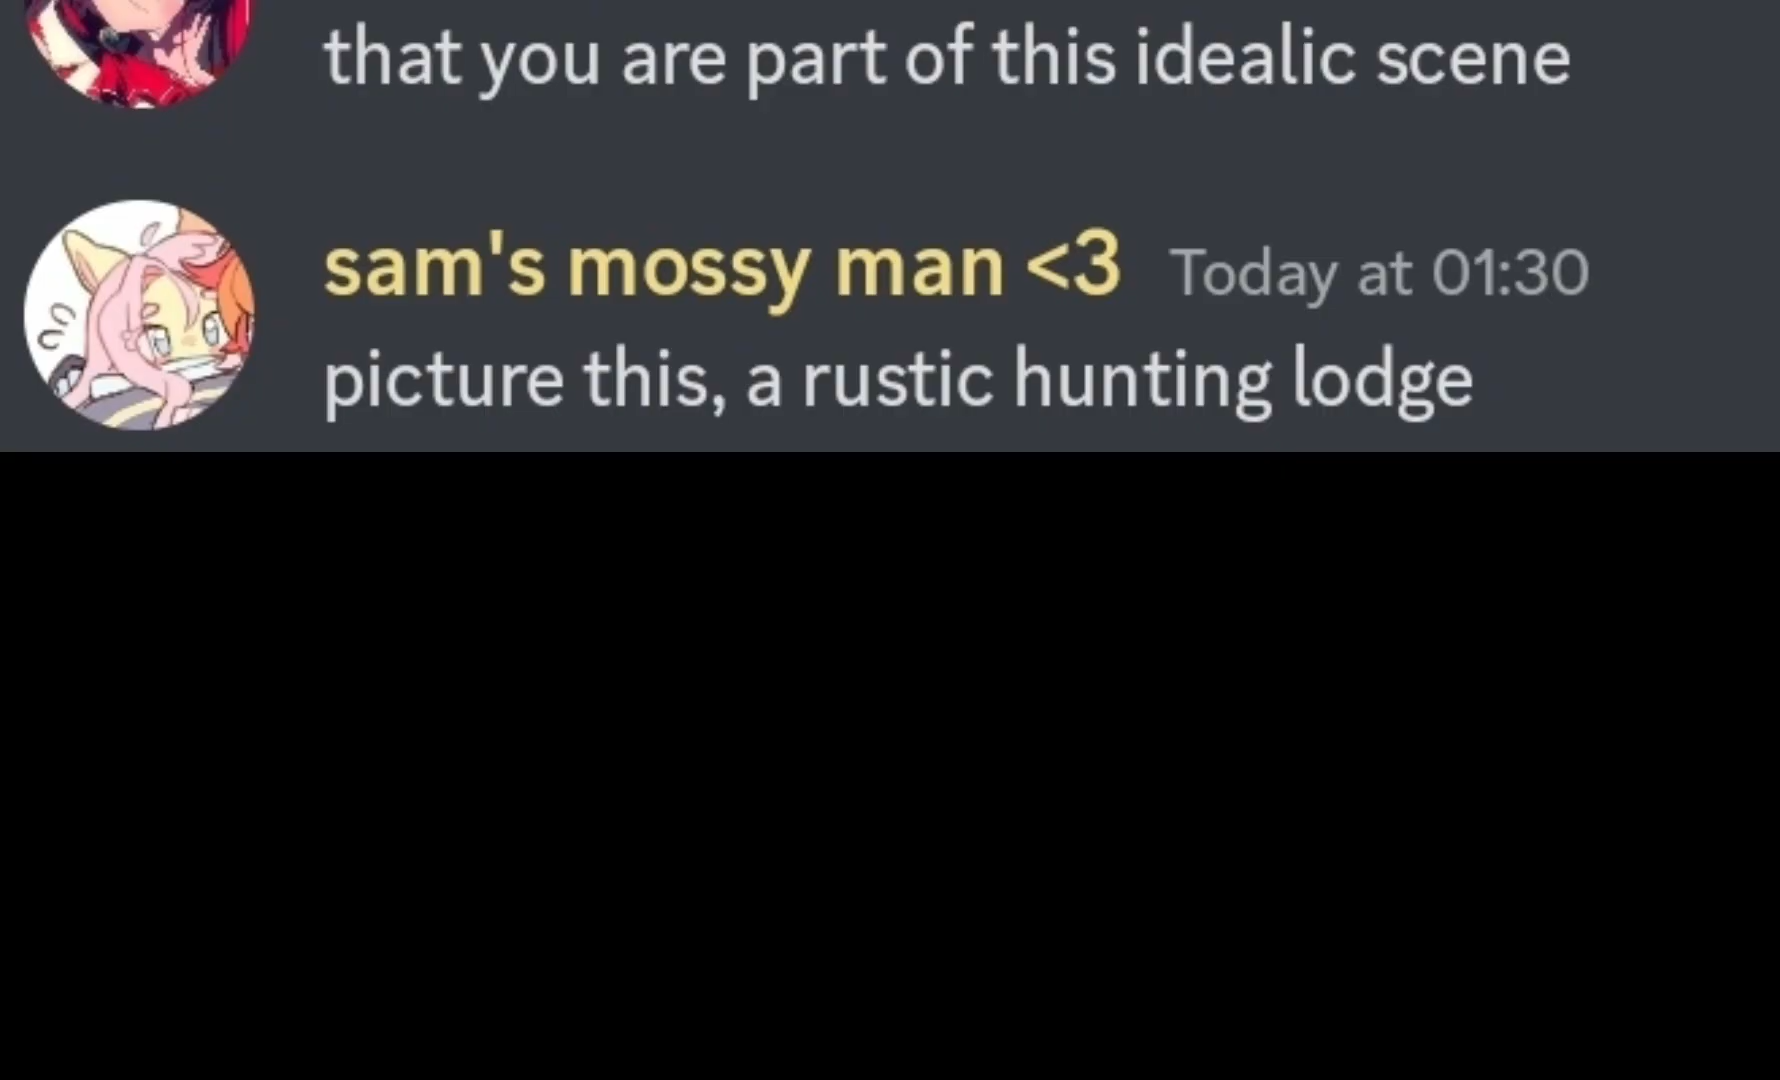 that you are part of this idealic scene
sam's mossy man <3 Today at 01:30
picture this, a rustic hunting lodge